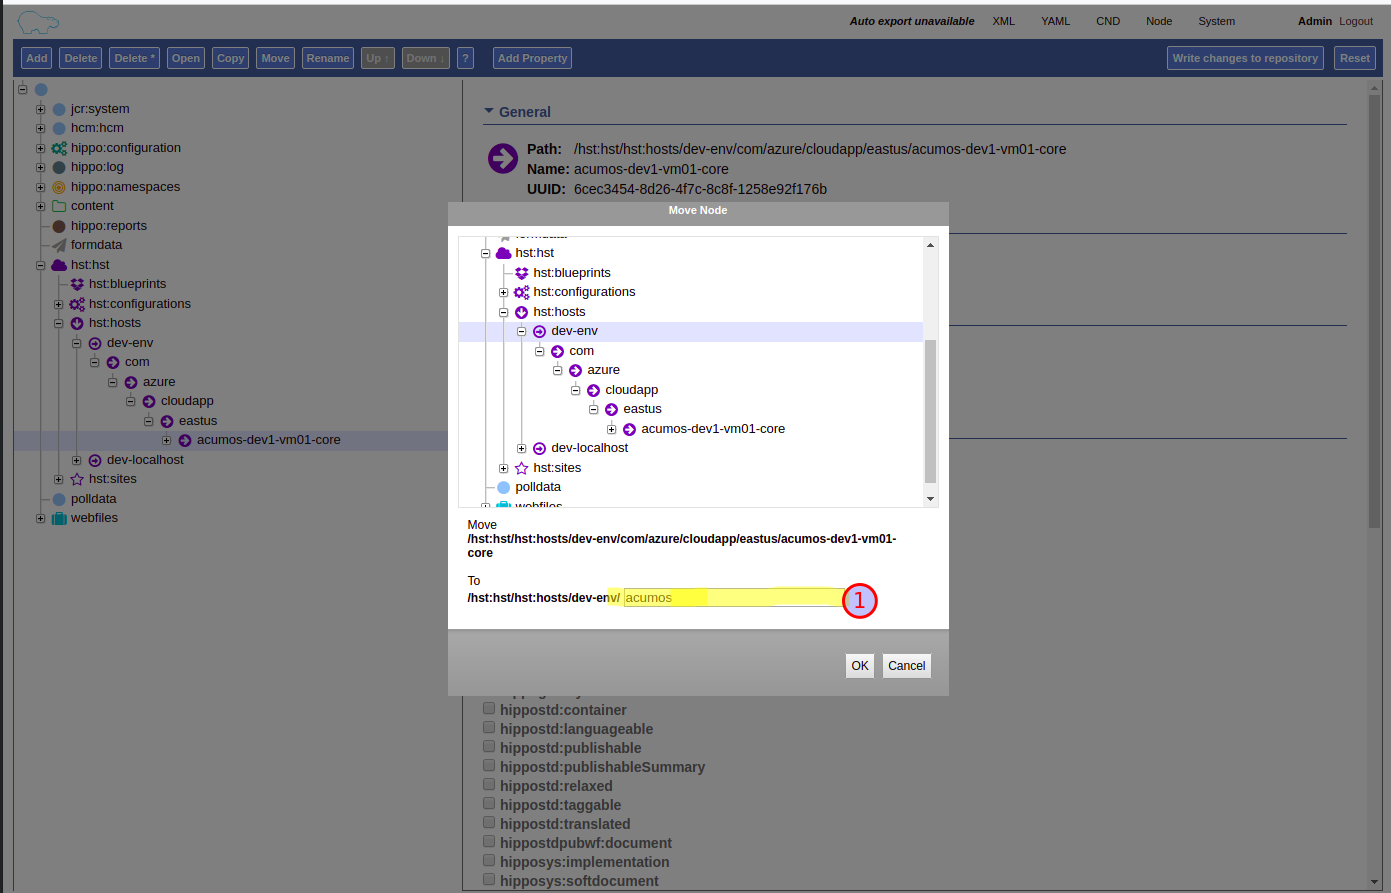 Auto export unavailable XML YAML CND Node System Admin Logout
Add Delete Delete * Open Copy Move Rename Up ↑ Down ↓ ? Add Property Write changes to repository Reset
jcr:system
hcm:hcm
hippo:configuration
hippo:log
hippo:namespaces
content
hippo:reports
formdata
hst:hst
hst:blueprints
hst:configurations
hst:hosts
dev-env
com
azure
cloudapp
eastus
acumos-dev1-vm01-core
dev-localhost
hst:sites
polldata
webfiles
General
Path: /hst:hst/hst:hosts/dev-env/com/azure/cloudapp/eastus/acumos-dev1-vm01-core
Name: acumos-dev1-vm01-core
UUID: 6cec3454-8d26-4f7c-8c8f-1258e92f176b
Move Node
formdata
hst:hst
hst:blueprints
hst:configurations
hst:hosts
dev-env
com
azure
cloudapp
eastus
acumos-dev1-vm01-core
dev-localhost
hst:sites
polldata
webfiles
Move
/hst:hst/hst:hosts/dev-env/com/azure/cloudapp/eastus/acumos-dev1-vm01-
core
To
/hst:hst/hst:hosts/dev-env/ acumos 1
OK Cancel
hippostd:container
hippostd:languageable
hippostd:publishable
hippostd:publishableSummary
hippostd:relaxed
hippostd:taggable
hippostd:translated
hippostdpubwf:document
hipposys:implementation
hipposys:softdocument